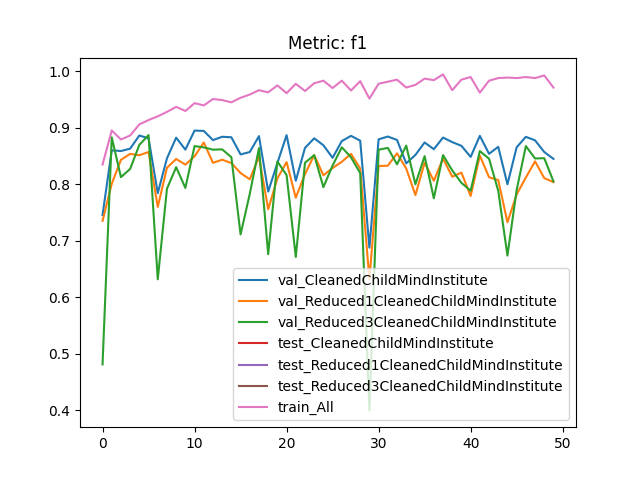 Metric: f1
1.0
0.9
0.8
0.7
0.6
0.5
0.4
val_CleanedChildMindInstitute
val_Reduced1CleanedChildMindInstitute
val_Reduced3CleanedChildMindInstitute
test_CleanedChildMindInstitute
test_Reduced1CleanedChildMindInstitute
test_Reduced3CleanedChildMindInstitute
train_All
0 10 20 30 40 50